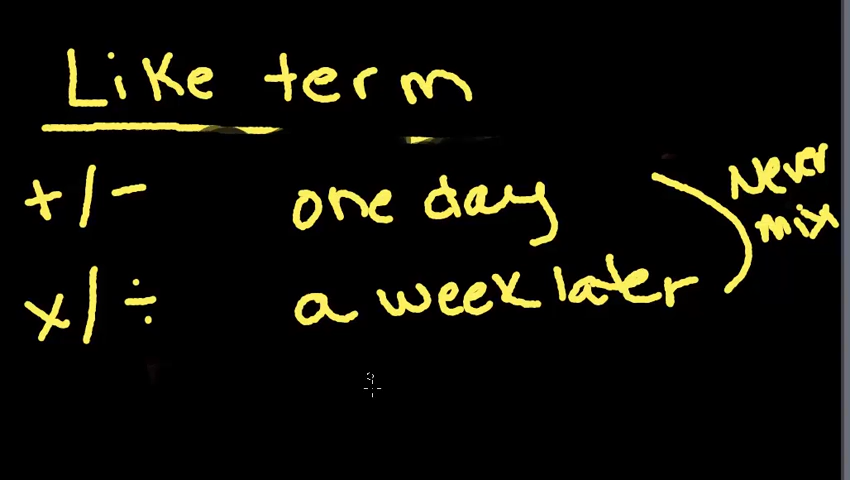 Like term
+/- one day
x/÷ a week later
Never
mix